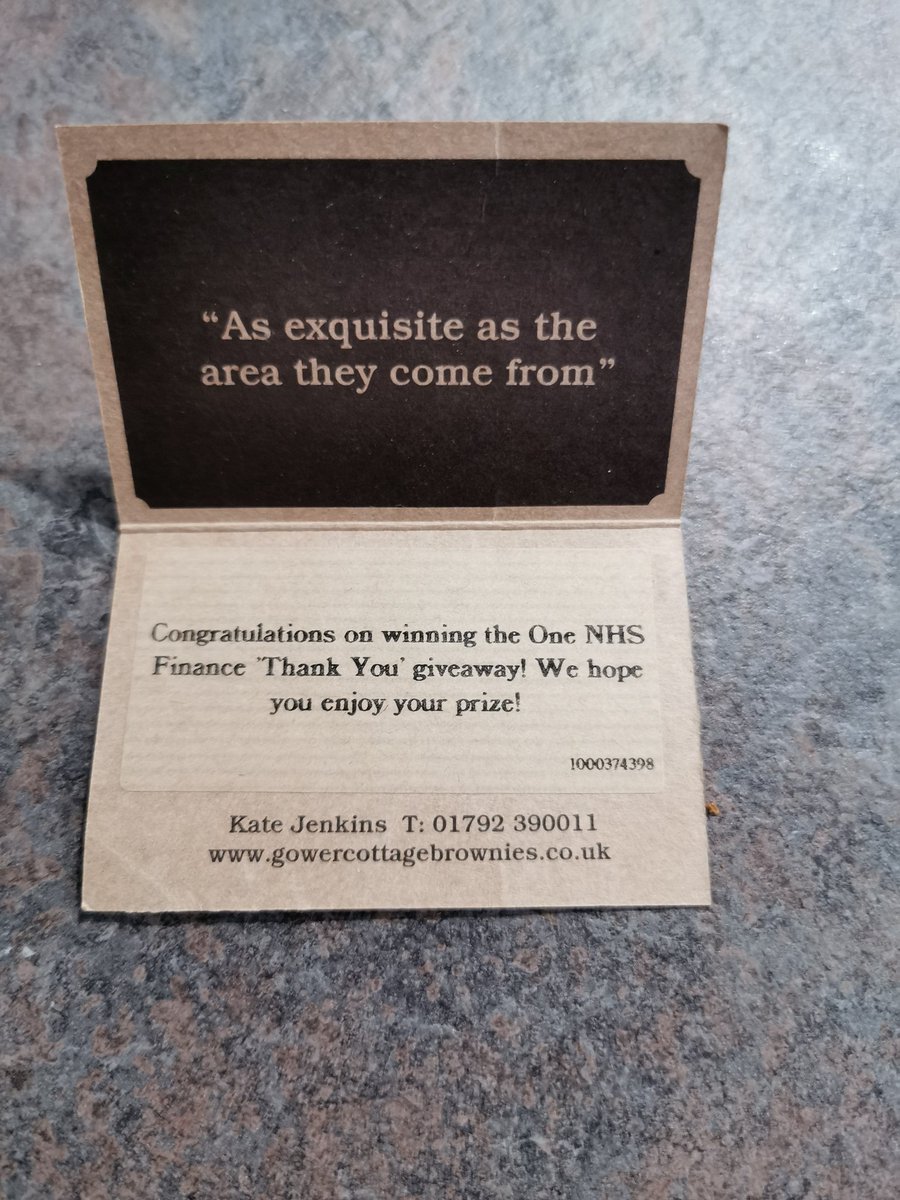 “As exquisite as the
area they come from”
Congratulations on winning the One NHS
Finance 'Thank You' giveaway! We hope
you enjoy your prize!
1000374398
Kate Jenkins T: 01792 390011
www.gowercottagebrownies.co.uk